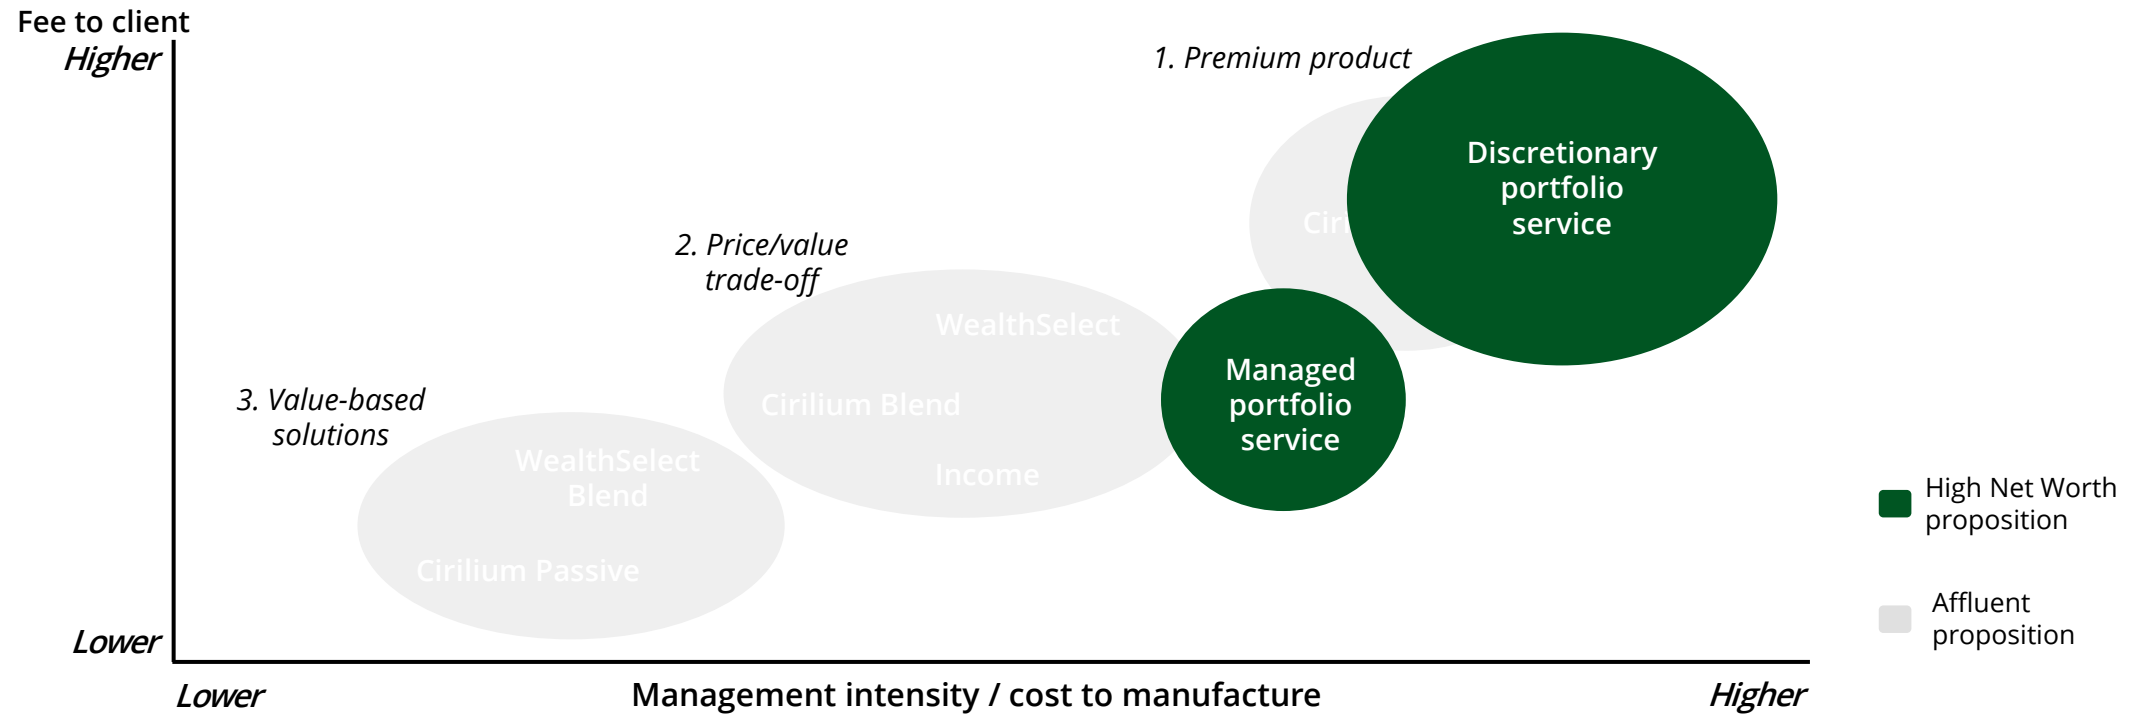 Fee to client
Higher
1. Premium product
Discretionary
portfolio
service
2. Price/value
trade-off
WealthSelect
Cirilium Blend
Income
Managed
portfolio
service
3. Value-based
solutions
WealthSelect
Blend
Cirilium Passive
High Net Worth
proposition
Affluent
proposition
Lower
Lower
Management intensity / cost to manufacture
Higher